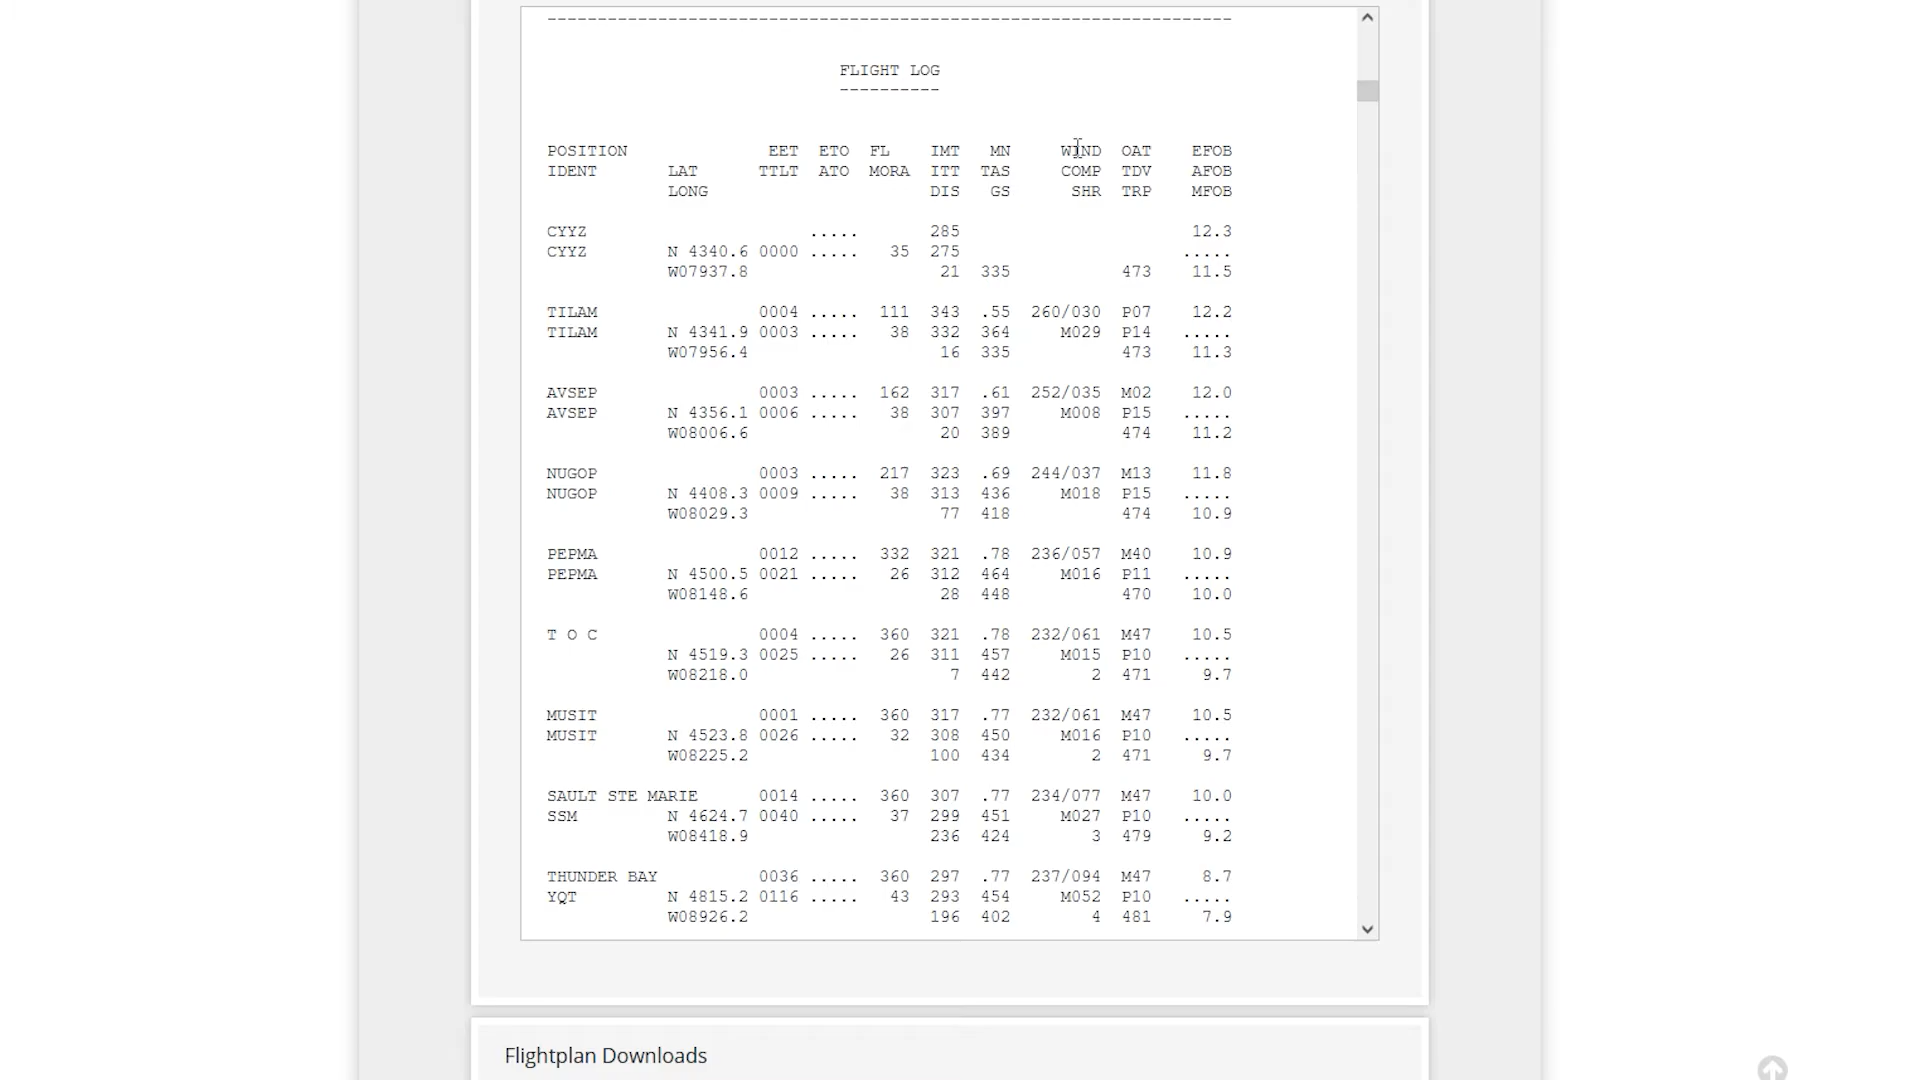 --------------------------------------------------------------------
FLIGHT LOG
----------
POSITION EET ETO FL IMT MN WIND OAT EFOB
IDENT LAT TTLT ATO MORA ITT TAS COMP TDV AFOB
LONG DIS GS SHR TRP MFOB
CYYZ ..... 285 12.3
CYYZ N 4340.6 0000 ..... 35 275 .....
W07937.8 21 335 473 11.5
TILAM 0004 ..... 111 343 .55 260/030 P07 12.2
TILAM N 4341.9 0003 ..... 38 332 364 M029 P14 .....
W07956.4 16 335 473 11.3
AVSEP 0003 ..... 162 317 .61 252/035 M02 12.0
AVSEP N 4356.1 0006 ..... 38 307 397 M008 P15 .....
W08006.6 20 389 474 11.2
NUGOP 0003 ..... 217 323 .69 244/037 M13 11.8
NUGOP N 4408.3 0009 ..... 38 313 436 M018 P15 .....
W08029.3 77 418 474 10.9
PEPMA 0012 ..... 332 321 .78 236/057 M40 10.9
PEPMA N 4500.5 0021 ..... 26 312 464 M016 P11 .....
W08148.6 28 448 470 10.0
T O C 0004 ..... 360 321 .78 232/061 M47 10.5
N 4519.3 0025 ..... 26 311 457 M015 P10 .....
W08218.0 7 442 2 471 9.7
MUSIT 0001 ..... 360 317 .77 232/061 M47 10.5
MUSIT N 4523.8 0026 ..... 32 308 450 M016 P10 .....
W08225.2 100 434 2 471 9.7
SAULT STE MARIE 0014 ..... 360 307 .77 234/077 M47 10.0
SSM N 4624.7 0040 ..... 37 299 451 M027 P10 .....
W08418.9 236 424 3 479 9.2
THUNDER BAY 0036 ..... 360 297 .77 237/094 M47 8.7
YQT N 4815.2 0116 ..... 43 293 454 M052 P10 .....
W08926.2 196 402 4 481 7.9
Flightplan Downloads